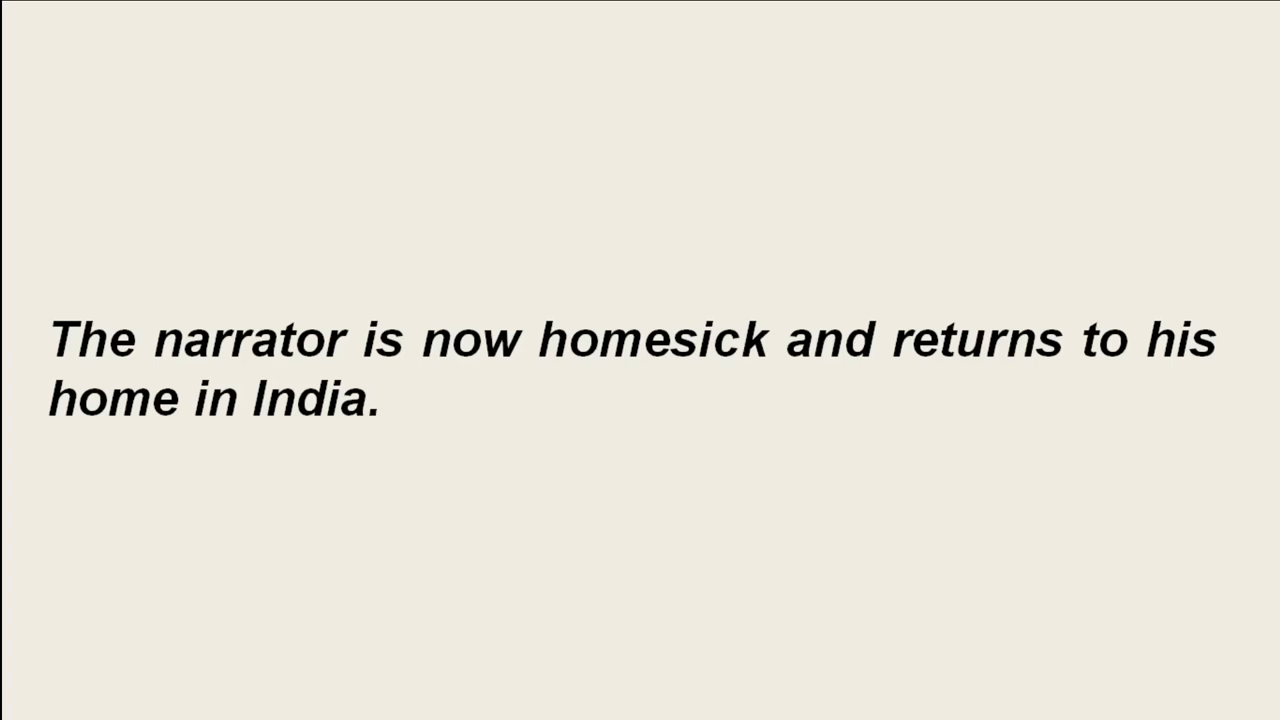 The narrator is now homesick and returns to his
home in India.